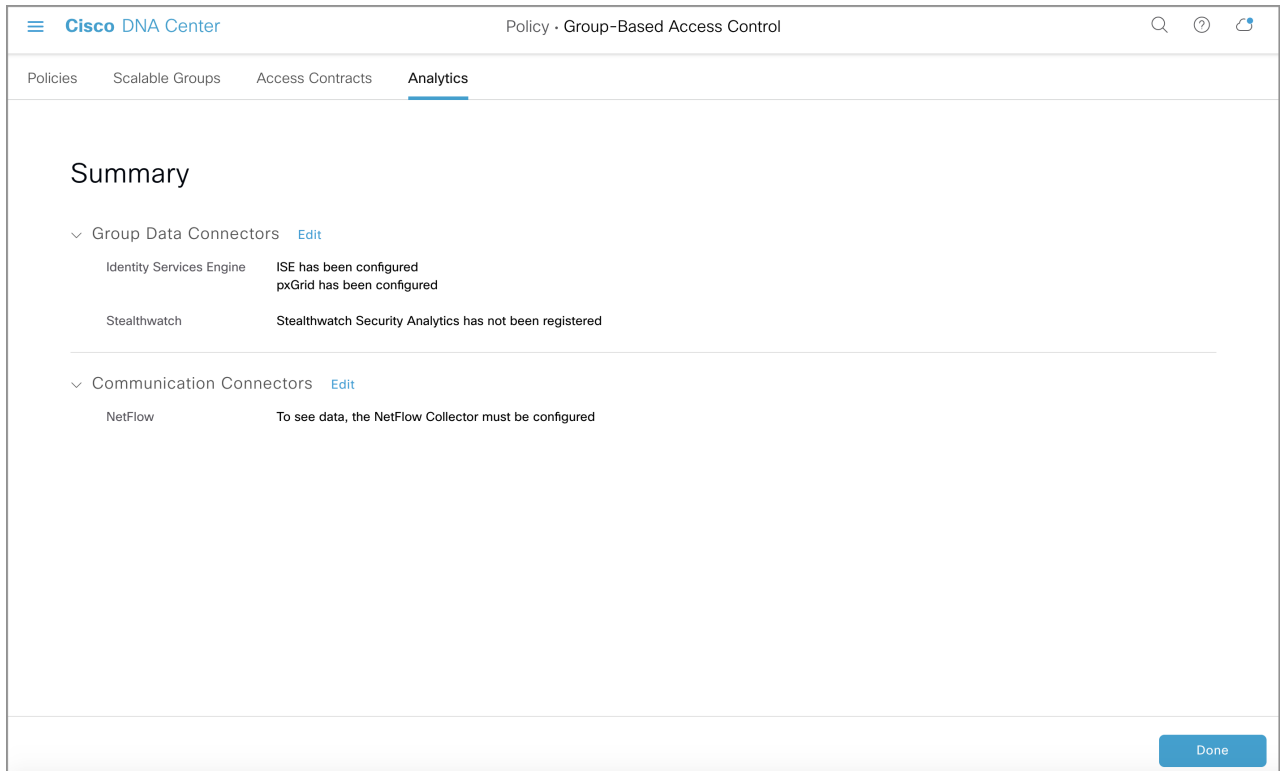 Cisco DNA Center
Policy · Group-Based Access Control
Policies
Scalable Groups
Access Contracts
Analytics
Summary
Group Data Connectors Edit
Identity Services Engine ISE has been configured
pxGrid has been configured
Stealthwatch Stealthwatch Security Analytics has not been registered
Communication Connectors Edit
NetFlow To see data, the NetFlow Collector must be configured
Done